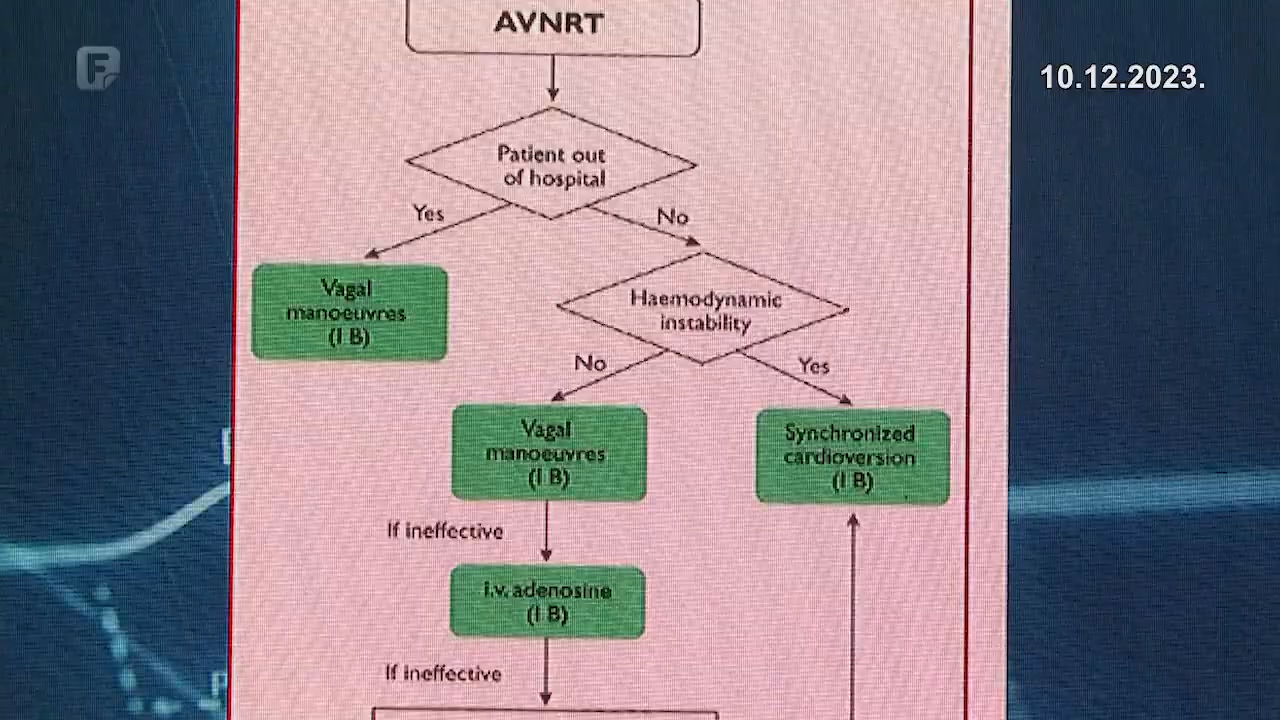 AVNRT
F
10.12.2023.
Patient out
of hospital
Yes
No
Vagal
manoeuvres
(I B)
Haemodynamic
instability
No
Yes
Vagal
manoeuvres
(I B)
Synchronized
cardioversion
(I B)
If ineffective
i.v. adenosine
(I B)
If ineffective